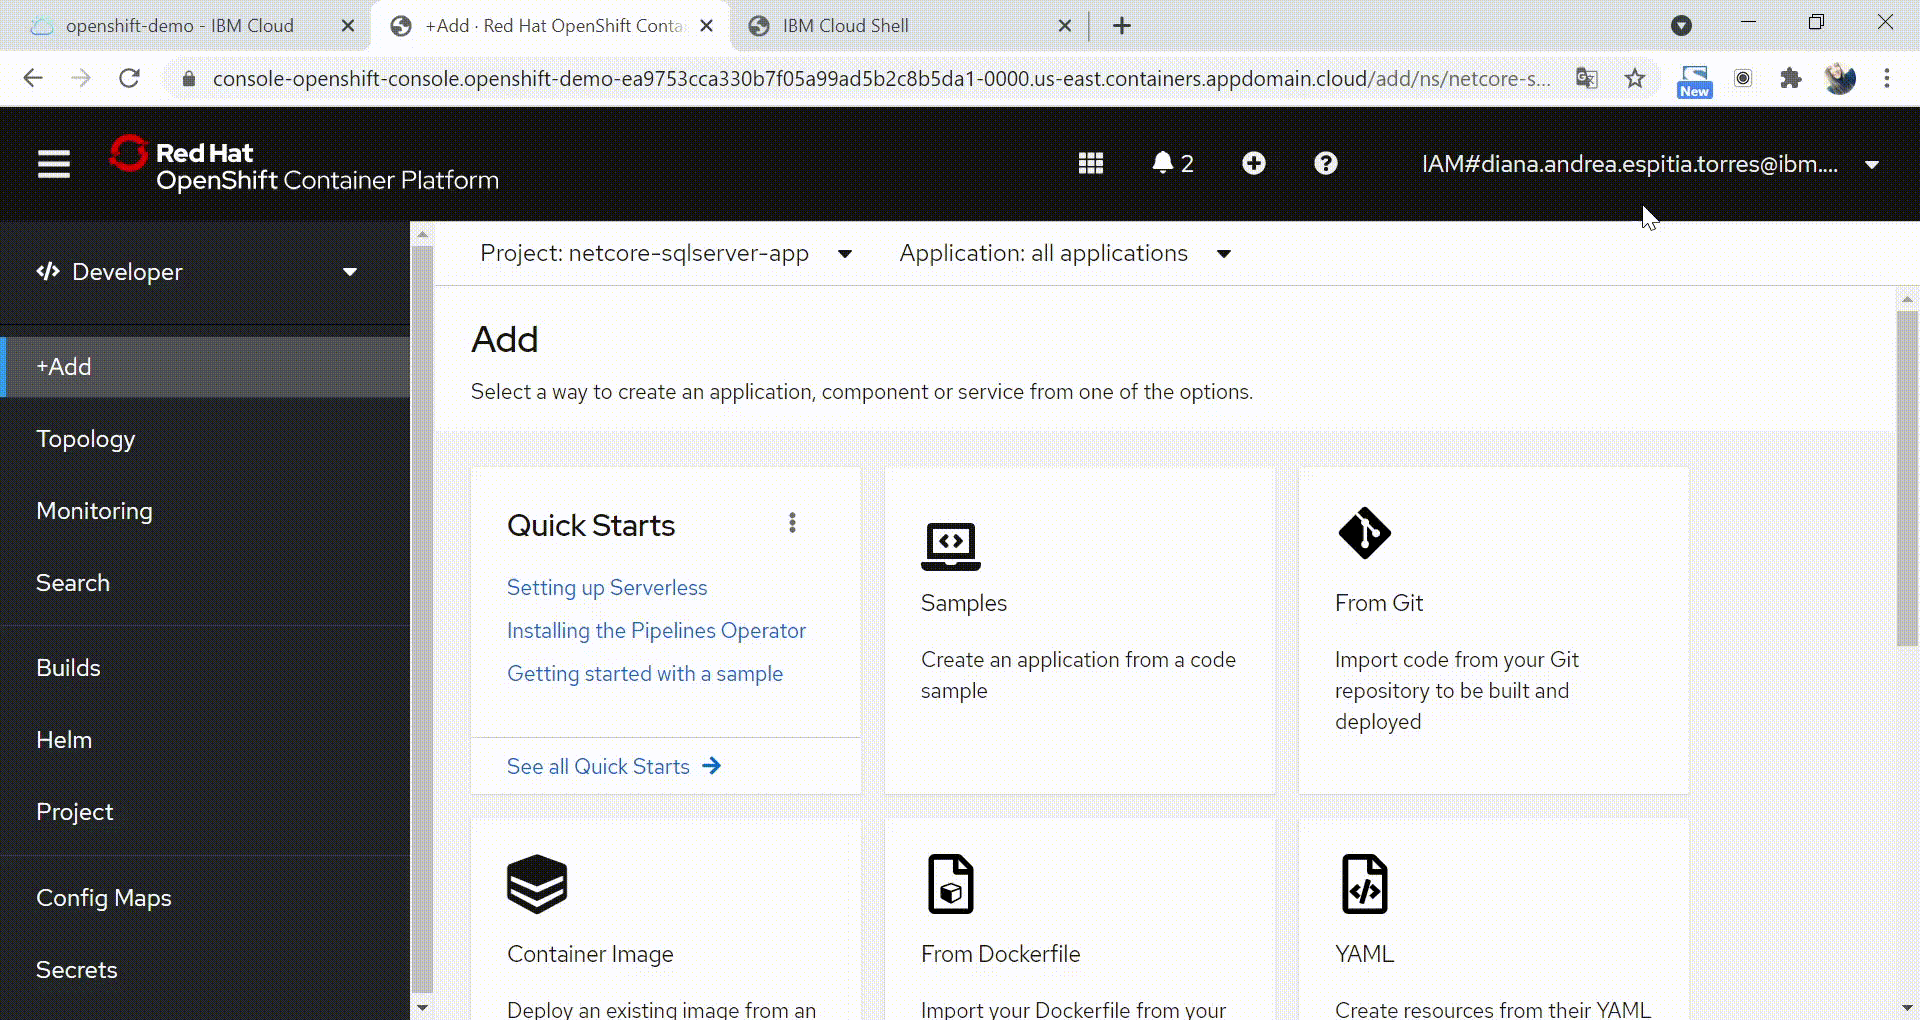 openshift-demo - IBM Cloud
+Add · Red Hat OpenShift Conta
IBM Cloud Shell
console-openshift-console.openshift-demo-ea9753cca330b7f05a99ad5b2c8b5da1-0000.us-east.containers.appdomain.cloud/add/ns/netcore-s...
New
Red Hat
OpenShift Container Platform
2
IAM#diana.andrea.espitia.torres@ibm....
Developer
Project: netcore-sqlserver-app
Application: all applications
+Add
Topology
Monitoring
Search
Builds
Helm
Project
Config Maps
Secrets
Add
Select a way to create an application, component or service from one of the options.
Quick Starts
Setting up Serverless
Installing the Pipelines Operator
Getting started with a sample
See all Quick Starts
Samples
Create an application from a code
sample
From Git
Import code from your Git
repository to be built and
deployed
Container Image
Deploy an existing image from an
From Dockerfile
Import your Dockerfile from your
YAML
Create resources from their YAML